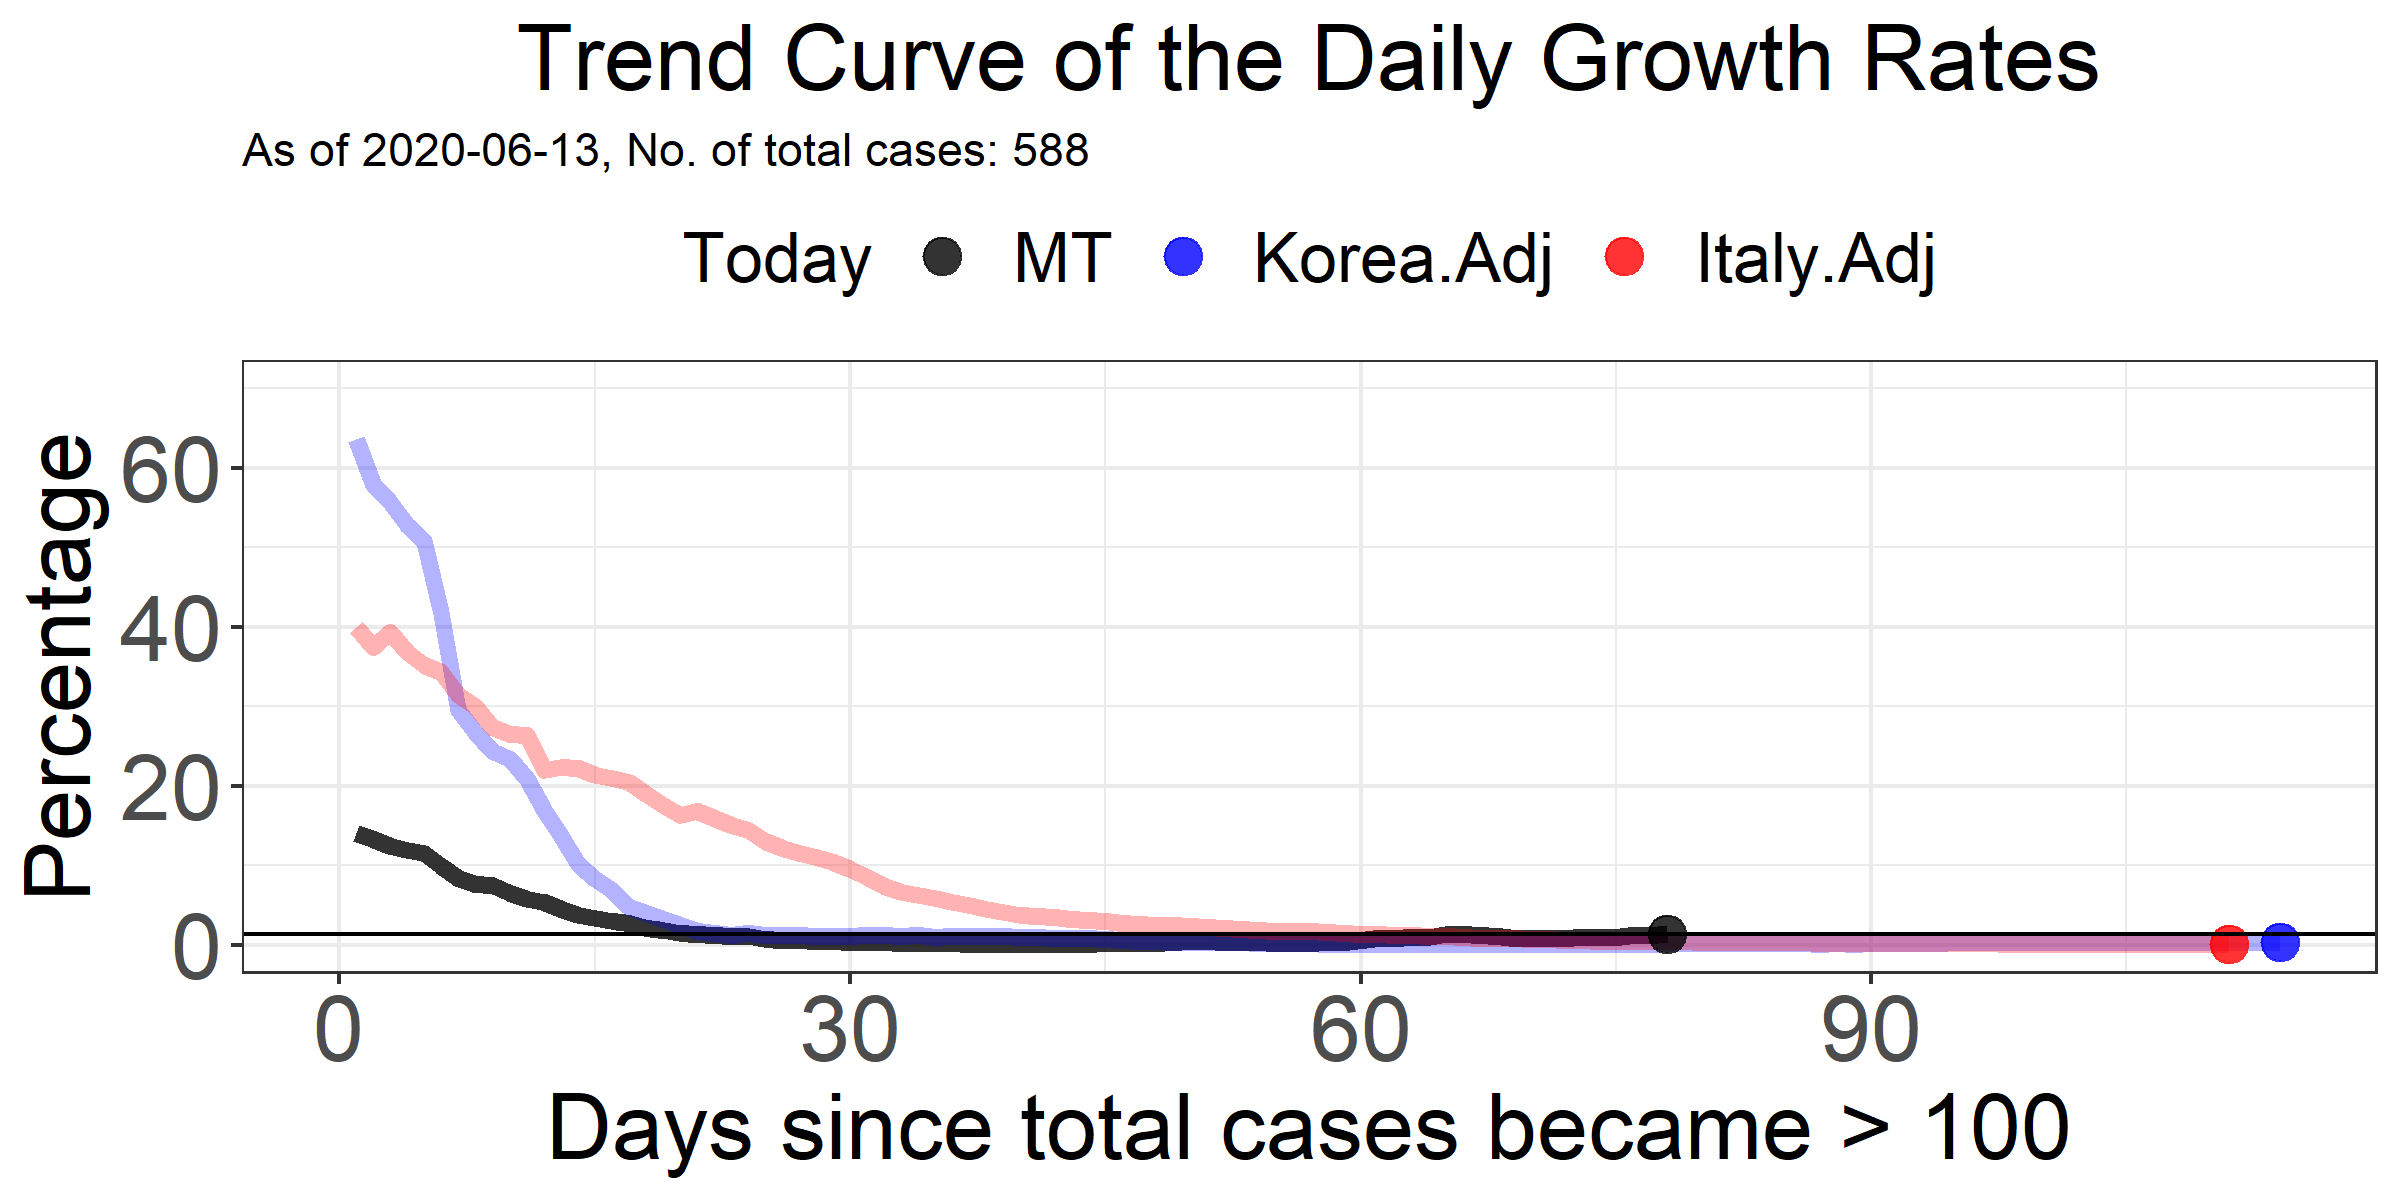 Trend Curve of the Daily Growth Rates
As of 2020-06-13, No. of total cases: 588
Today MT Korea.Adj Italy.Adj
Percentage
60
40
20
0
0 30 60 90
Days since total cases became > 100